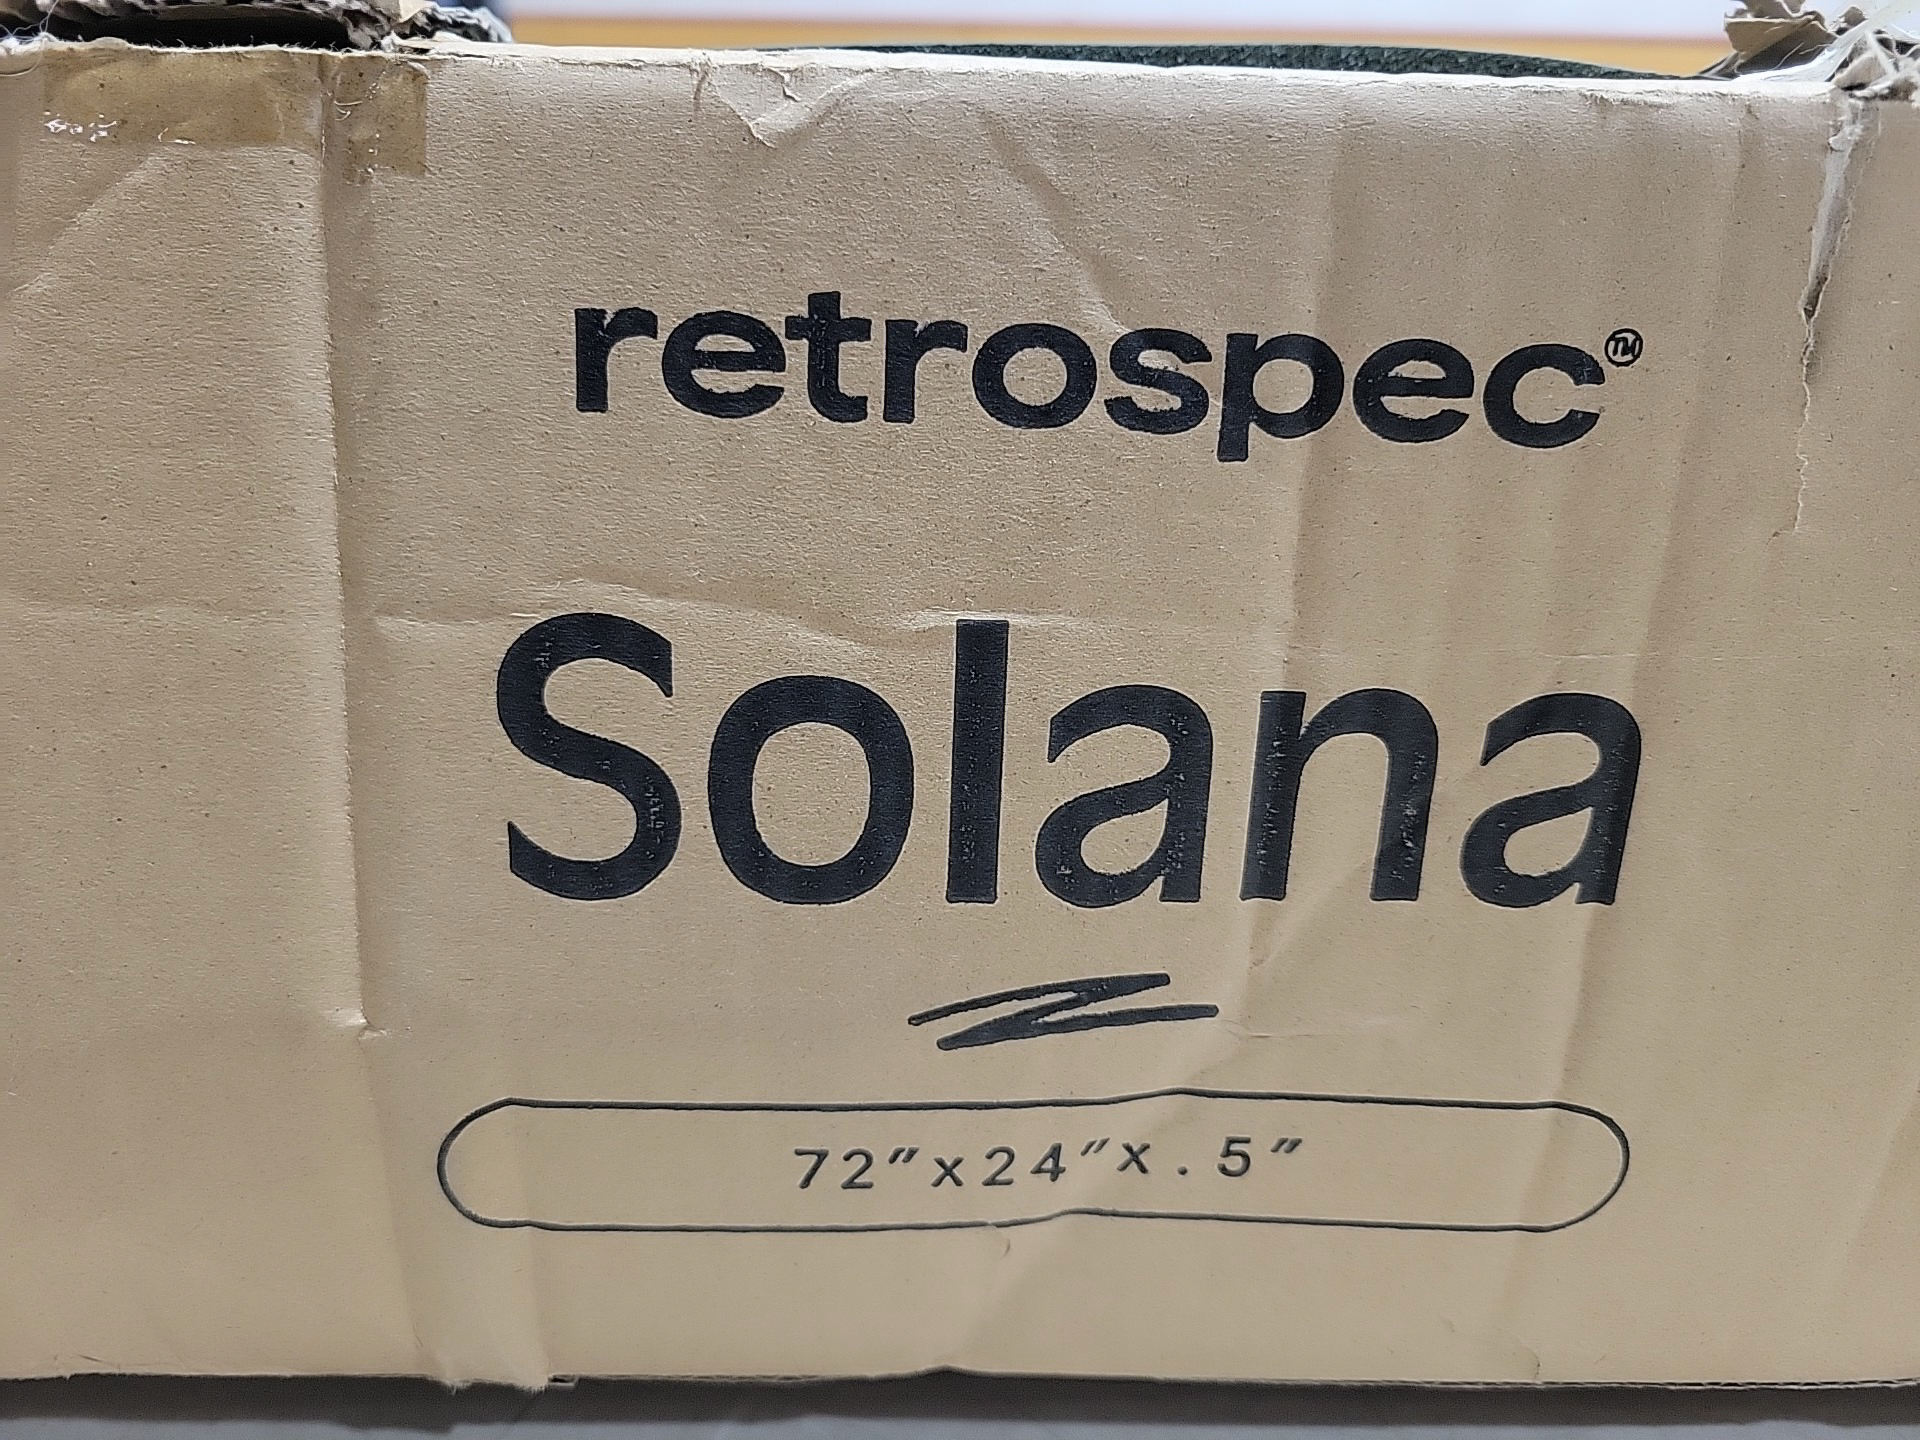 retrospec™
Solana
72"x24"x.5"